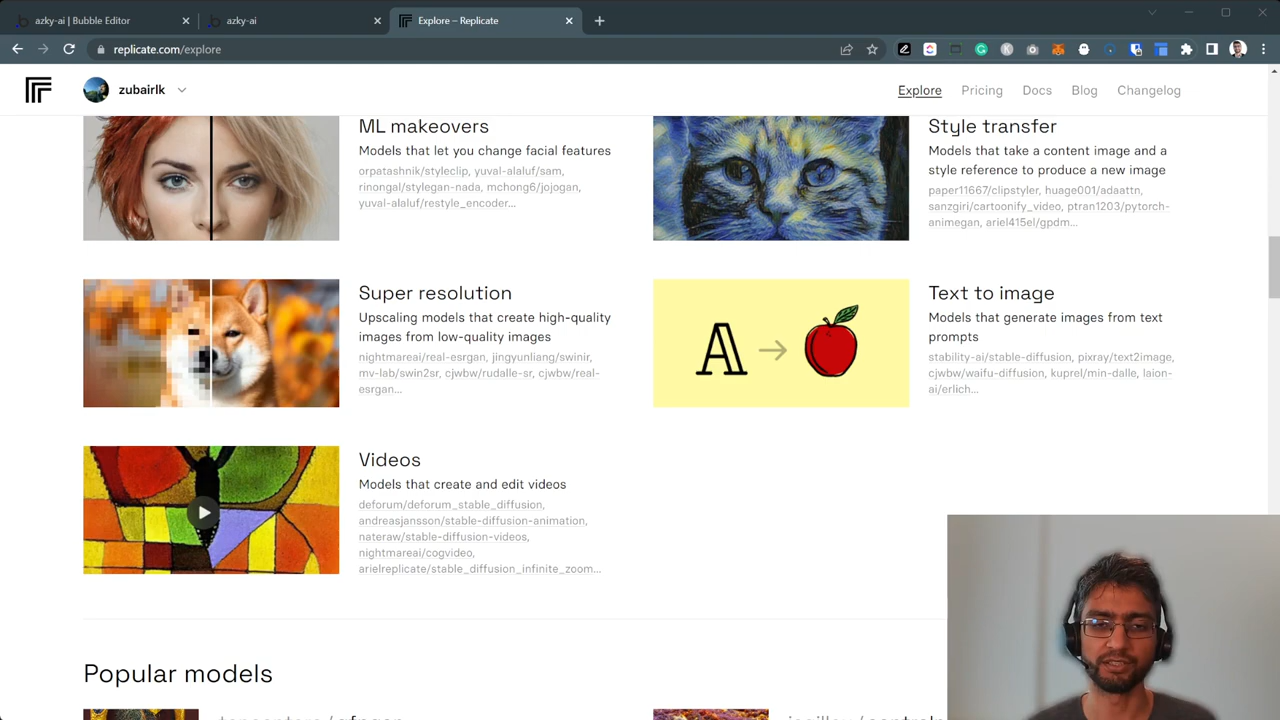 azky-ai | Bubble Editor
azky-ai
Explore – Replicate
replicate.com/explore
zubairlk
Explore
Pricing
Docs
Blog
Changelog
ML makeovers
Models that let you change facial features
orpatashnik/styleclip, yuval-alaluf/sam,
rinongal/stylegan-nada, mchong6/jojogan,
yuval-alaluf/restyle_encoder...
Style transfer
Models that take a content image and a
style reference to produce a new image
paper11667/clipstyler, huage001/adaattn,
sanzgiri/cartoonify_video, ptran1203/pytorch-
animegan, ariel415el/gpdm...
Super resolution
Upscaling models that create high-quality
images from low-quality images
nightmareai/real-esrgan, jingyunliang/swinir,
mv-lab/swin2sr, cjwbw/rudalle-sr, cjwbw/real-
esrgan...
A
Text to image
Models that generate images from text
prompts
stability-ai/stable-diffusion, pixray/text2image,
cjwbw/waifu-diffusion, kuprel/min-dalle, laion-
ai/erlich...
Videos
Models that create and edit videos
deforum/deforum_stable_diffusion,
andreasjansson/stable-diffusion-animation,
nateraw/stable-diffusion-videos,
nightmareai/cogvideo,
arielreplicate/stable_diffusion_infinite_zoom...
Popular models